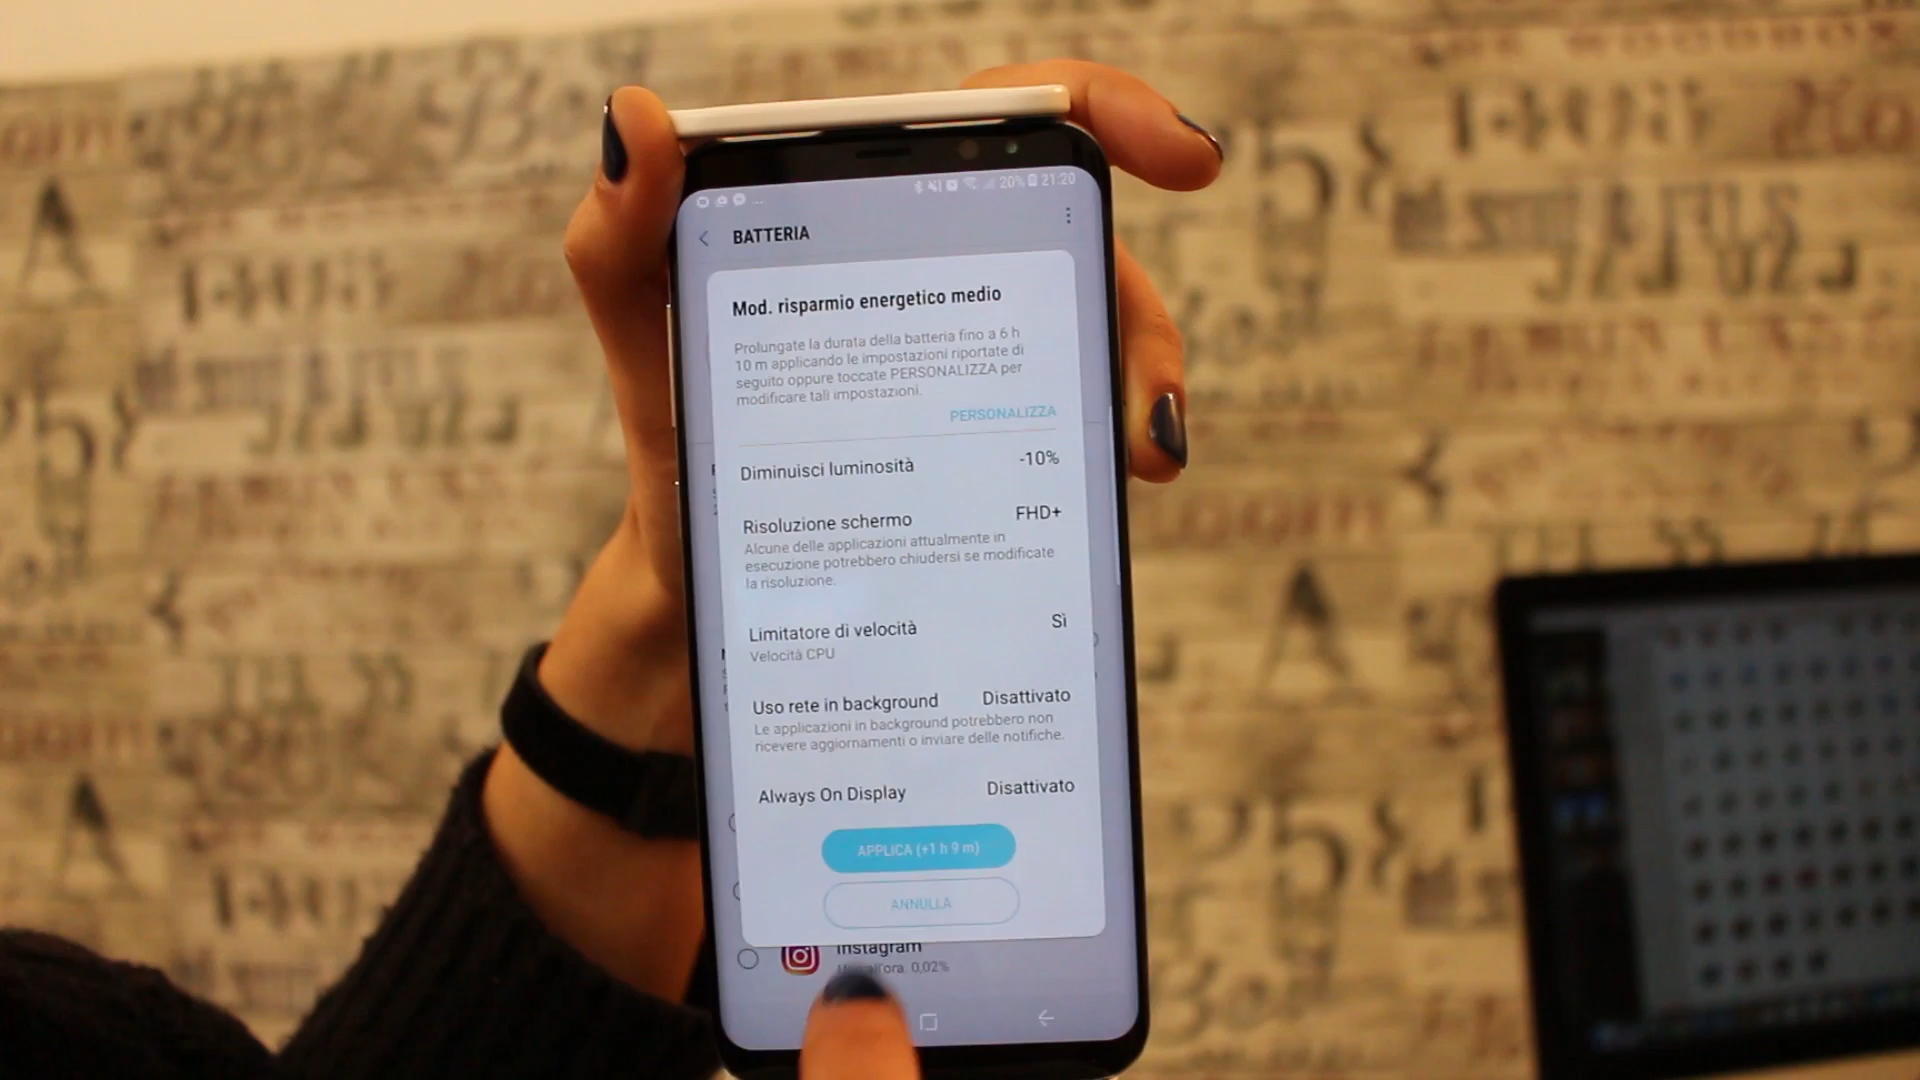 20% 21:20
BATTERIA
Mod. risparmio energetico medio
Prolungate la durata della batteria fino a 6 h
10 m applicando le impostazioni riportate di
seguito oppure toccate PERSONALIZZA per
modificare tali impostazioni.
PERSONALIZZA
Diminuisci luminosità -10%
Risoluzione schermo FHD+
Alcune delle applicazioni attualmente in
esecuzione potrebbero chiudersi se modificate
la risoluzione.
Limitatore di velocità Sì
Velocità CPU
Uso rete in background Disattivato
Le applicazioni in background potrebbero non
ricevere aggiornamenti o inviare delle notifiche.
Always On Display Disattivato
APPLICA (+1 h 9 m)
ANNULLA
Instagram
all'ora: 0,02%